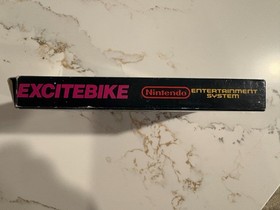 EXCITEBIKE
Nintendo
ENTERTAINMENT
SYSTEM